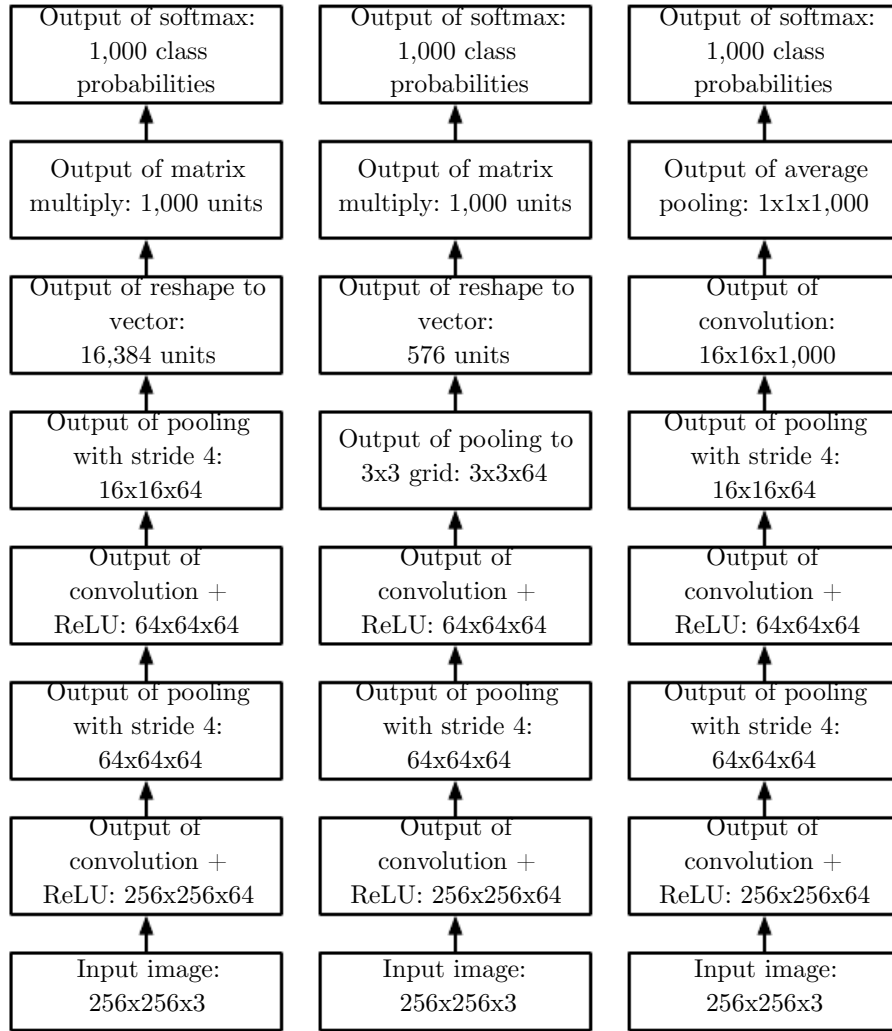 Output of softmax:
1,000 class
probabilities
Output of matrix
multiply: 1,000 units
Output of reshape to
vector:
16,384 units
Output of pooling
with stride 4:
16x16x64
Output of
convolution +
ReLU: 64x64x64
Output of pooling
with stride 4:
64x64x64
Output of
convolution +
ReLU: 256x256x64
Input image:
256x256x3
Output of softmax:
1,000 class
probabilities
Output of matrix
multiply: 1,000 units
Output of reshape to
vector:
576 units
Output of pooling to
3x3 grid: 3x3x64
Output of
convolution +
ReLU: 64x64x64
Output of pooling
with stride 4:
64x64x64
Output of
convolution +
ReLU: 256x256x64
Input image:
256x256x3
Output of softmax:
1,000 class
probabilities
Output of average
pooling: 1x1x1,000
Output of
convolution:
16x16x1,000
Output of pooling
with stride 4:
16x16x64
Output of
convolution +
ReLU: 64x64x64
Output of pooling
with stride 4:
64x64x64
Output of
convolution +
ReLU: 256x256x64
Input image:
256x256x3